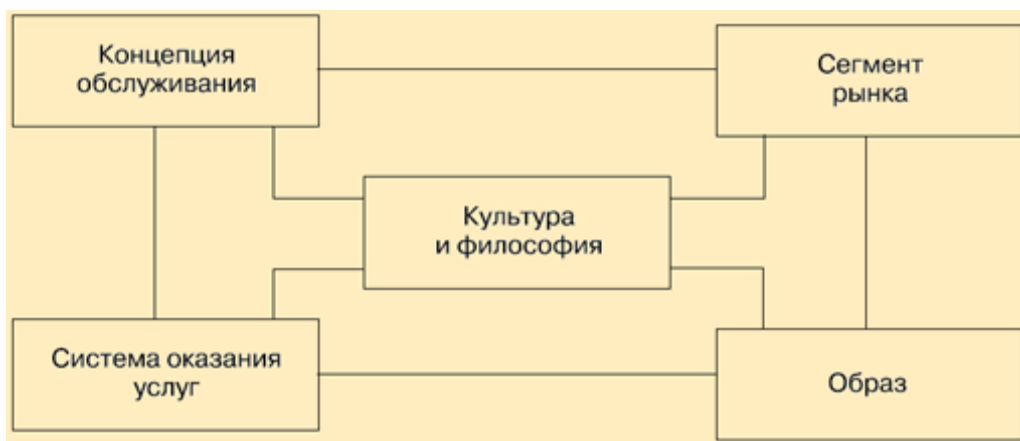 Концепция
обслуживания
Сегмент
рынка
Культура
и философия
Система оказания
услуг
Образ